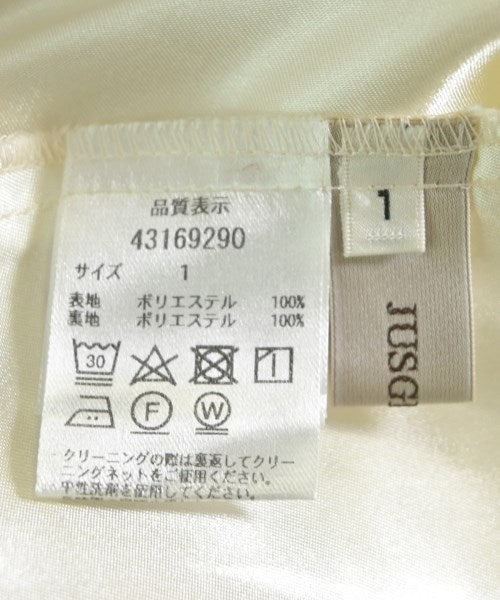 品質表示
43169290
サイズ 1
表地 ポリエステル 100%
裏地 ポリエステル 100%
30
F W
クリーニングの際は裏返してクリー
ニングネットをご使用ください。
中性洗剤を使用してください。
1